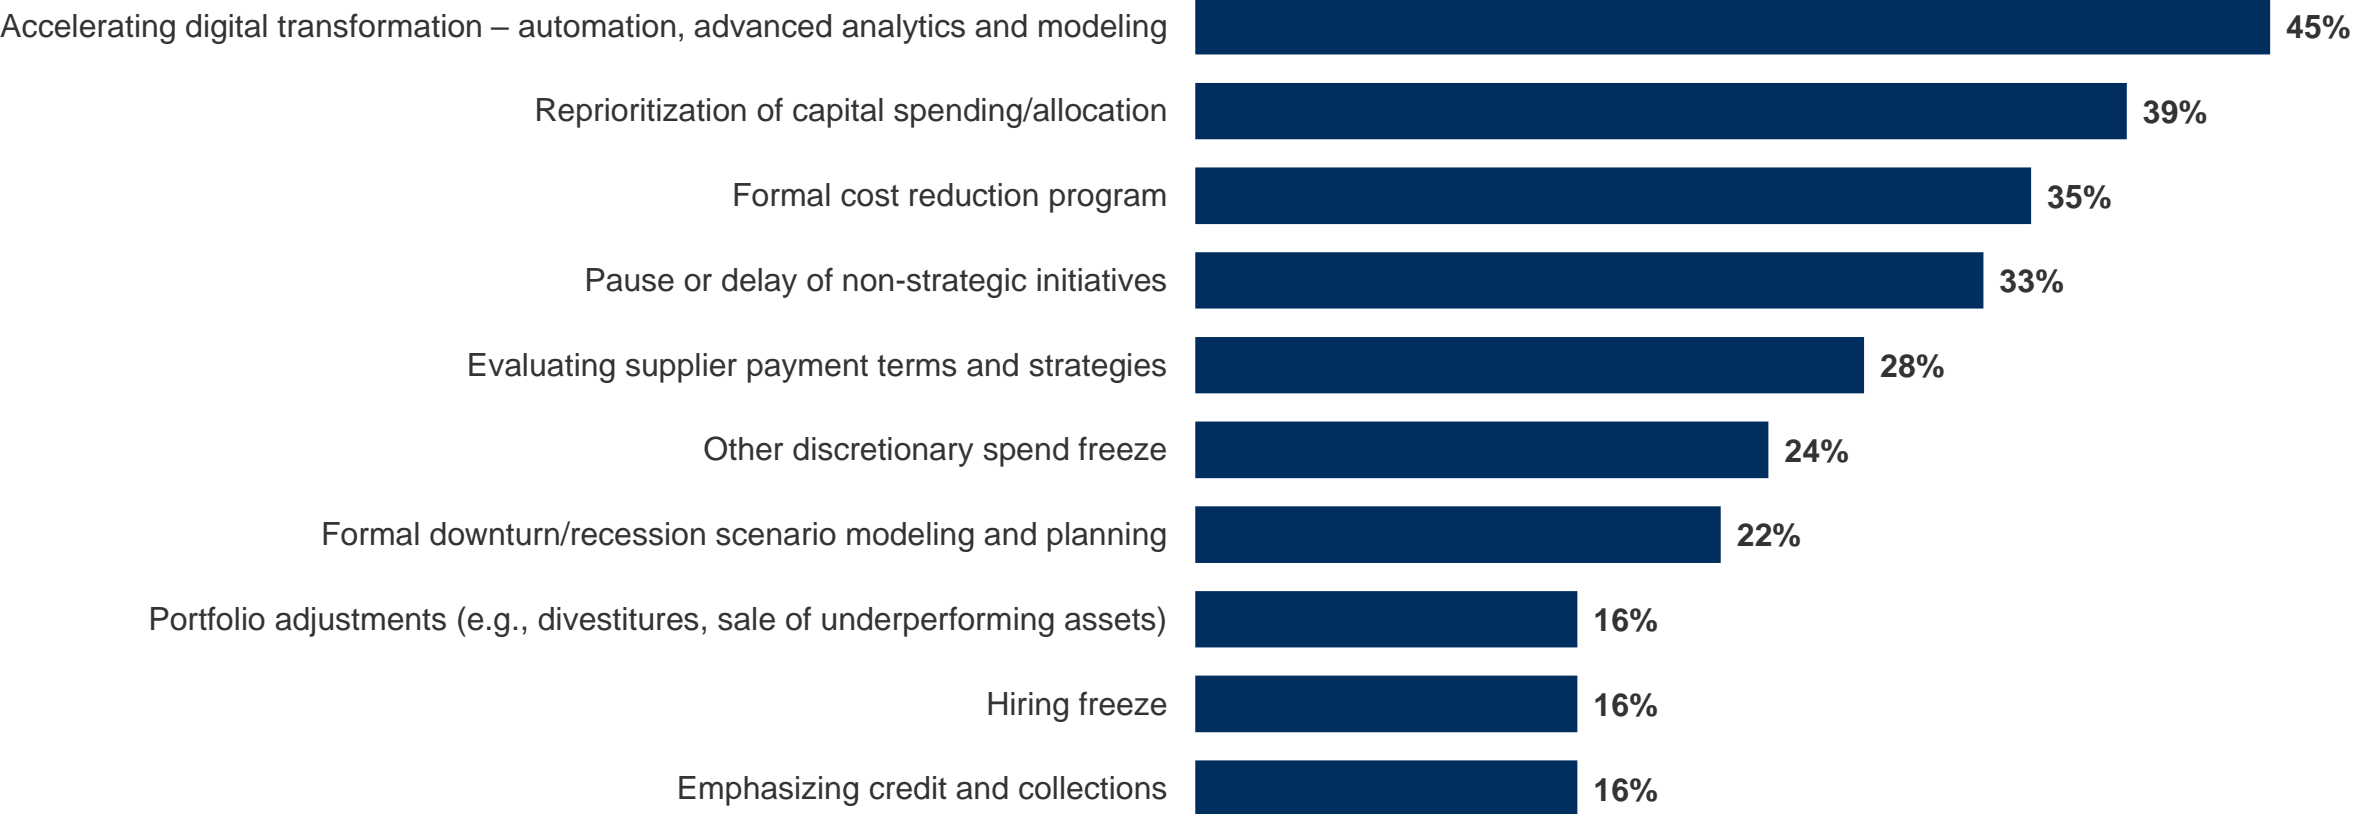 Accelerating digital transformation – automation, advanced analytics and modeling 45%
Reprioritization of capital spending/allocation 39%
Formal cost reduction program 35%
Pause or delay of non-strategic initiatives 33%
Evaluating supplier payment terms and strategies 28%
Other discretionary spend freeze 24%
Formal downturn/recession scenario modeling and planning 22%
Portfolio adjustments (e.g., divestitures, sale of underperforming assets) 16%
Hiring freeze 16%
Emphasizing credit and collections 16%